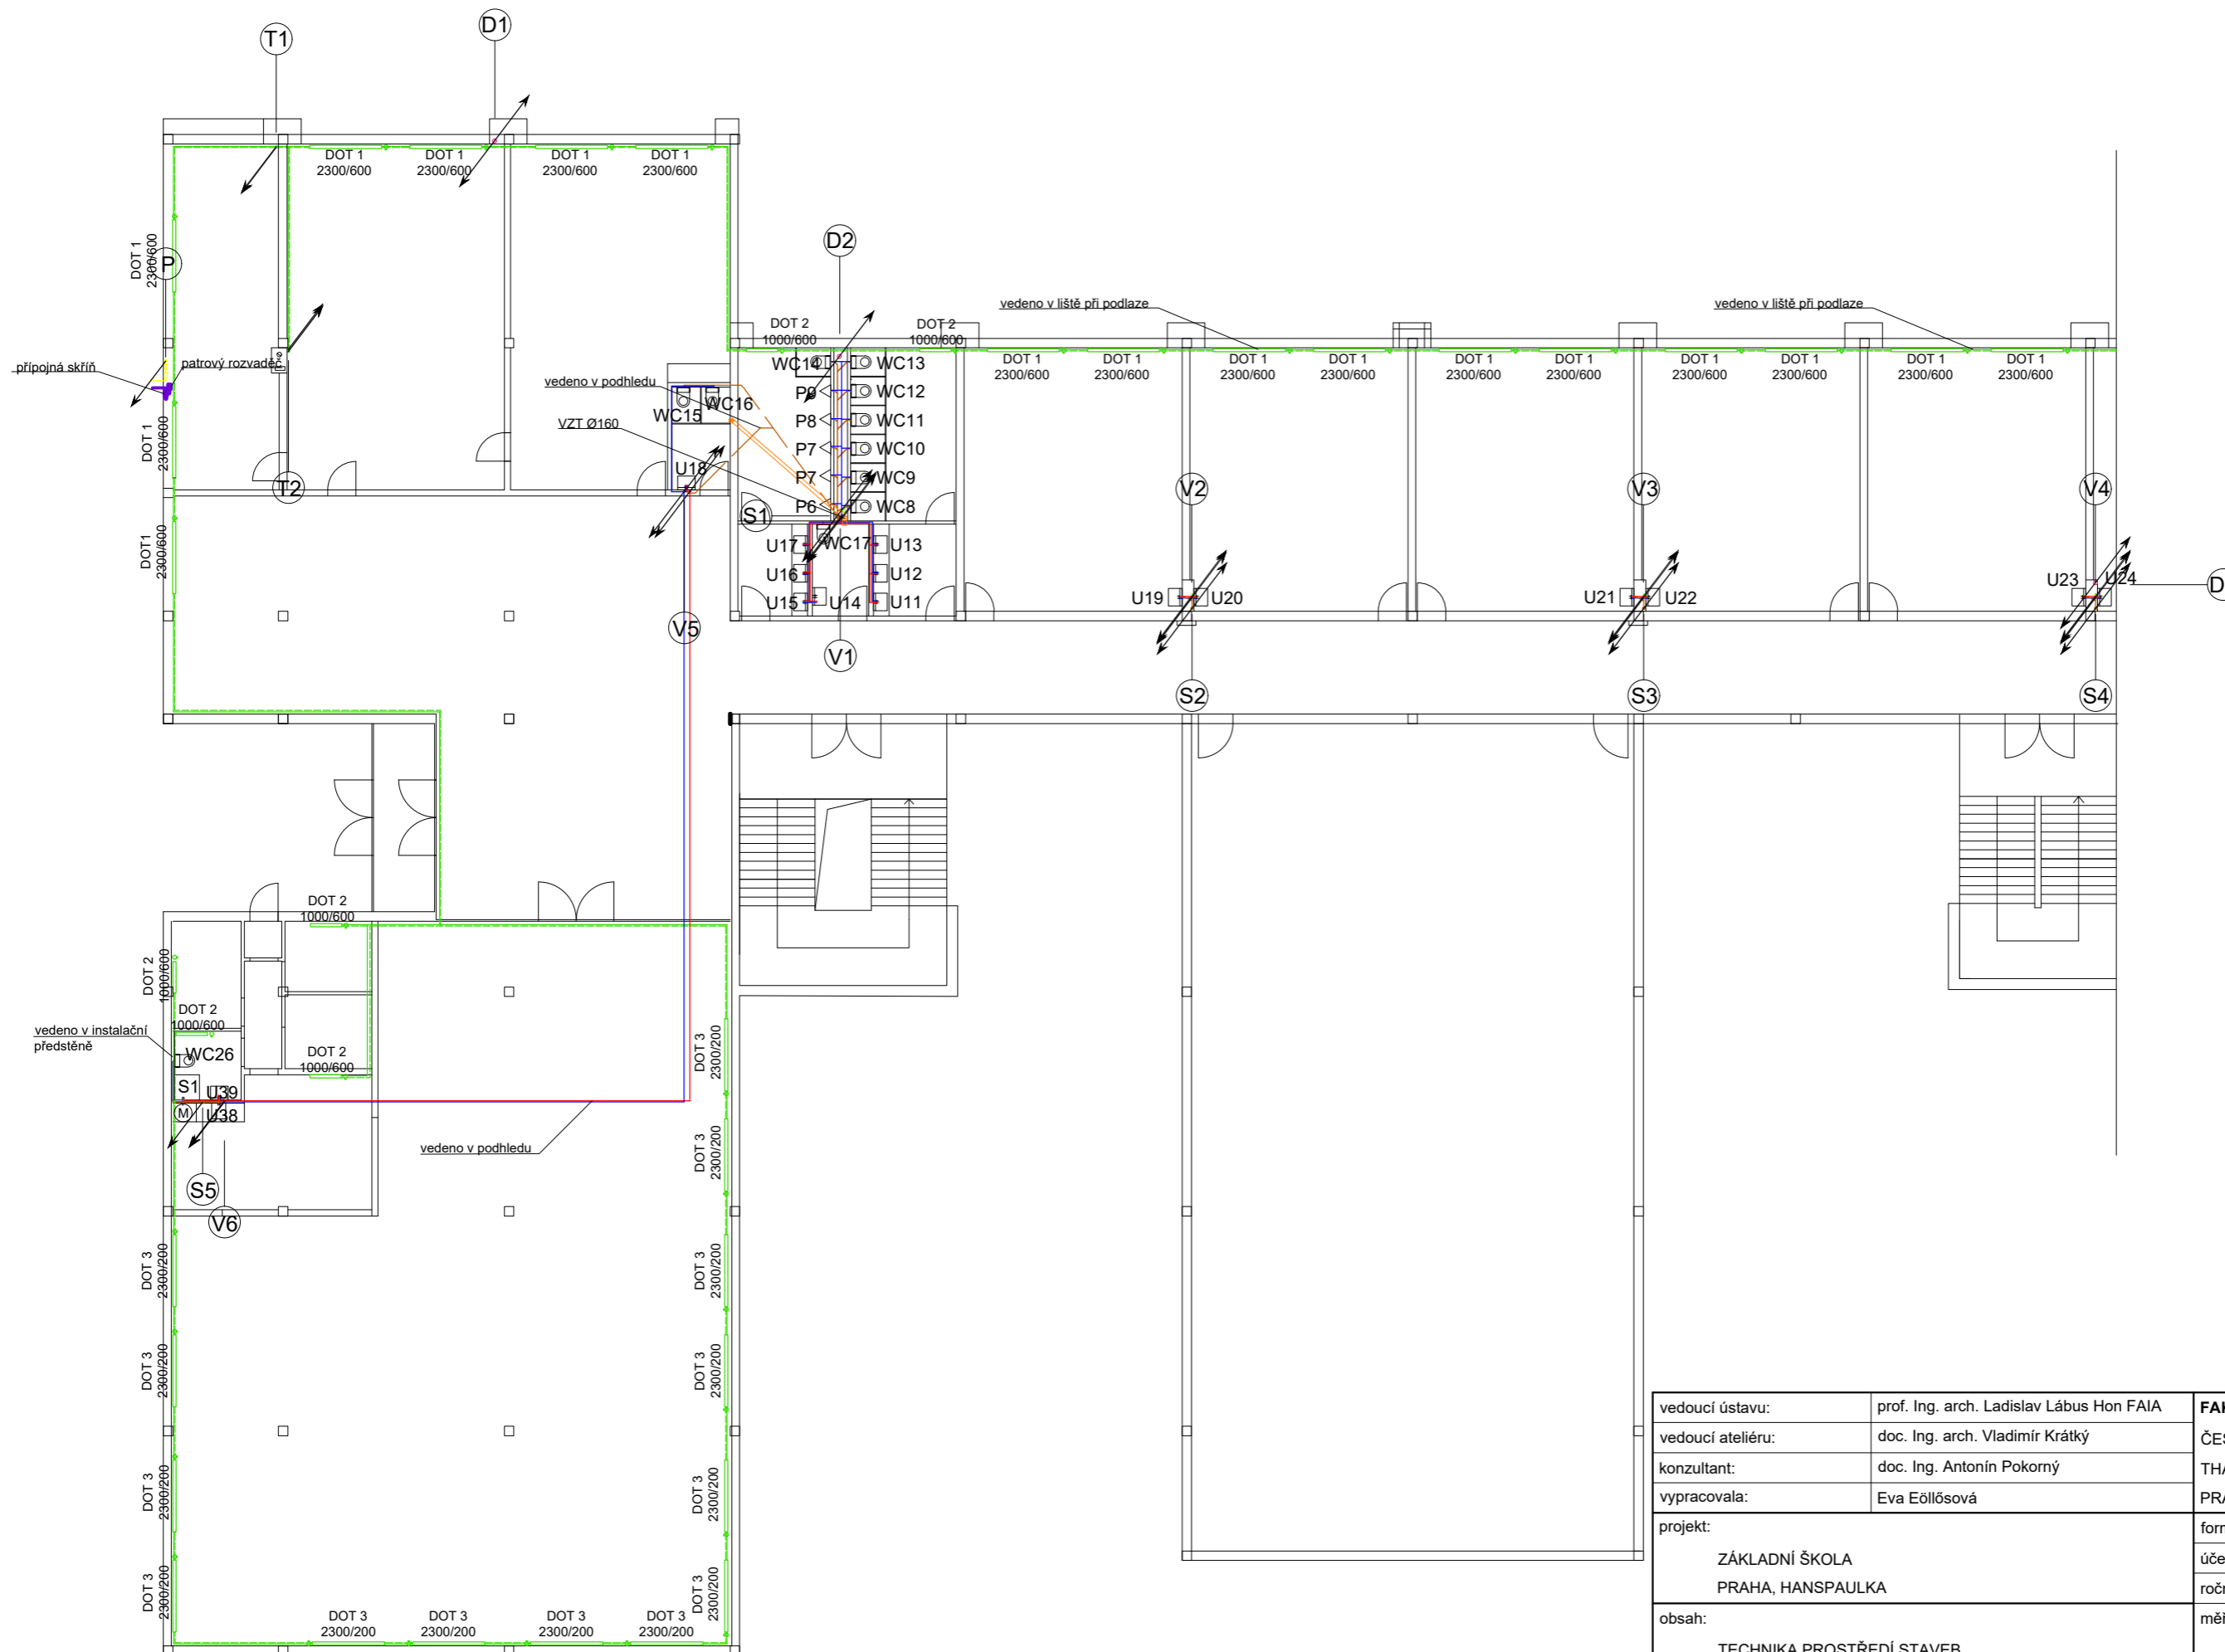 T1
D1
DOT 1
2300/600
DOT 1
2300/600
DOT 1
2300/600
DOT 1
2300/600
DOT 1
2300/600
P
D2
přípojná skříň
patrový rozvaděč
DOT 1
2300/600
DOT1
2300/600
T2
vedeno v podhledu
VZT Ø160
WC15
WC16
U18
V5
DOT 2
1000/600
DOT 2
1000/600
WC14
WC13
P9
WC12
P8
WC11
P7
WC10
P7
WC9
P6
WC8
S1
WC17
U17
U13
U16
U12
U15
U14
U11
V1
vedeno v liště při podlaze
vedeno v liště při podlaze
DOT 1
2300/600
DOT 1
2300/600
DOT 1
2300/600
DOT 1
2300/600
DOT 1
2300/600
DOT 1
2300/600
DOT 1
2300/600
DOT 1
2300/600
DOT 1
2300/600
DOT 1
2300/600
V2
V3
V4
U19
U20
U21
U22
U23
U24
D
S2
S3
S4
DOT 2
1000/600
DOT 2
1000/600
DOT 2
1000/600
DOT 2
1000/600
vedeno v instalační
předstěně
WC26
S1
U39
M
U38
S5
V6
vedeno v podhledu
DOT 3
2300/200
DOT 3
2300/200
DOT 3
2300/200
DOT 3
2300/200
DOT 3
2300/200
DOT 3
2300/200
DOT 3
2300/200
DOT 3
2300/200
DOT 3
2300/200
DOT 3
2300/200
DOT 3
2300/200
DOT 3
2300/200
DOT 3
2300/200
DOT 3
2300/200
vedoucí ústavu:
prof. Ing. arch. Ladislav Lábus Hon FAIA
vedoucí ateliéru:
doc. Ing. arch. Vladimír Krátký
konzultant:
doc. Ing. Antonín Pokorný
vypracovala:
Eva Eöllősová
projekt:
ZÁKLADNÍ ŠKOLA
PRAHA, HANSPAULKA
obsah:
TECHNIKA PROSTŘEDÍ STAVEB